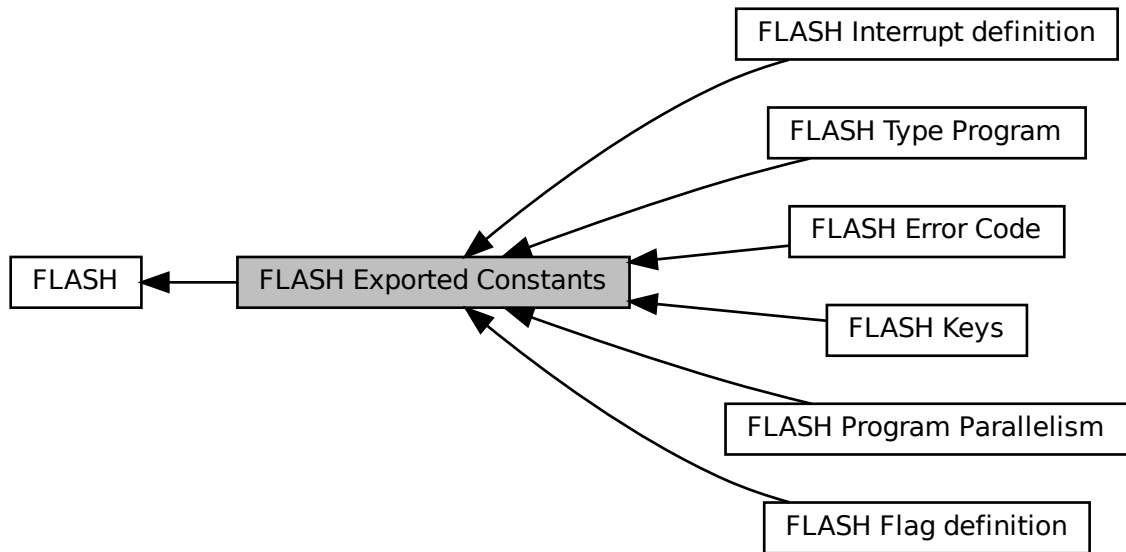 FLASH Interrupt definition
FLASH Type Program
FLASH Error Code
FLASH
FLASH Exported Constants
FLASH Keys
FLASH Program Parallelism
FLASH Flag definition